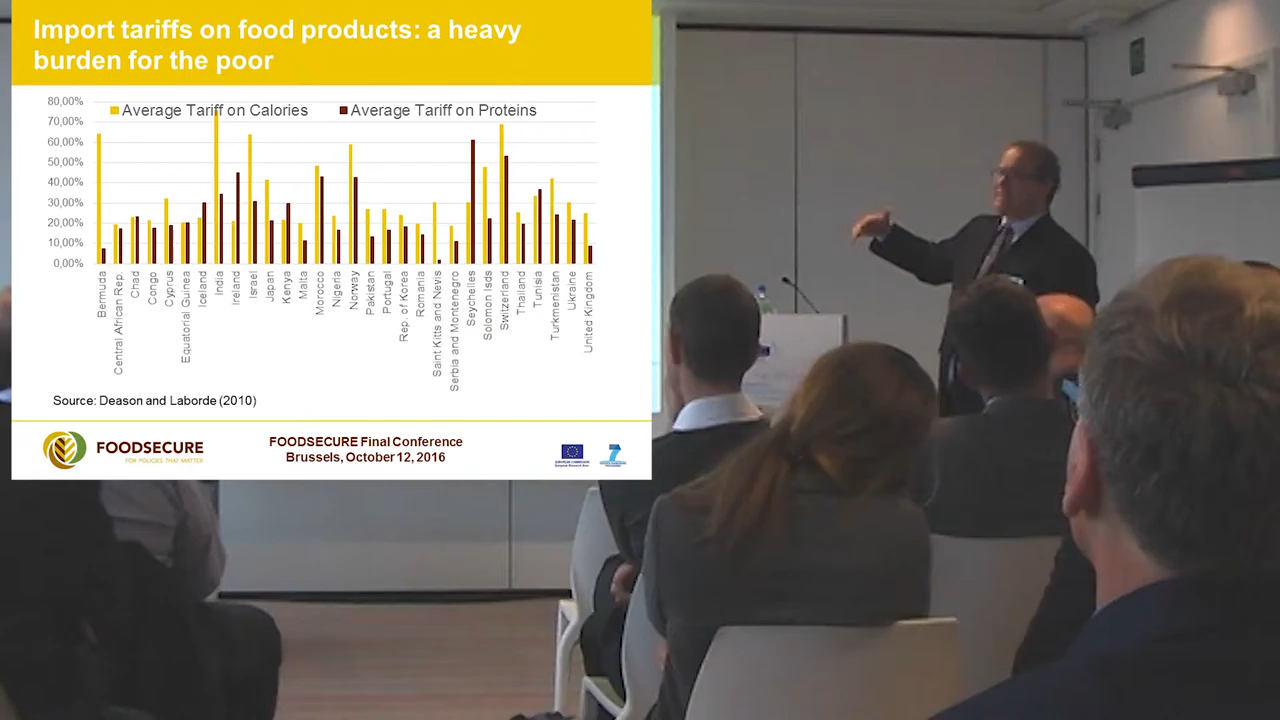 Import tariffs on food products: a heavy
burden for the poor
80,00%
70,00%
60,00%
50,00%
40,00%
30,00%
20,00%
10,00%
0,00%
Average Tariff on Calories
Average Tariff on Proteins
Bermuda
Central African Rep.
Chad
Congo
Cyprus
Equatorial Guinea
Iceland
India
Ireland
Israel
Japan
Kenya
Malta
Morocco
Nigeria
Norway
Pakistan
Portugal
Rep. of Korea
Romania
Saint Kitts and Nevis
Serbia and Montenegro
Seychelles
Solomon Isds
Switzerland
Thailand
Tunisia
Turkmenistan
Ukraine
United Kingdom
Source: Deason and Laborde (2010)
FOODSECURE
FOR POLICIES THAT MATTER
FOODSECURE Final Conference
Brussels, October 12, 2016
7